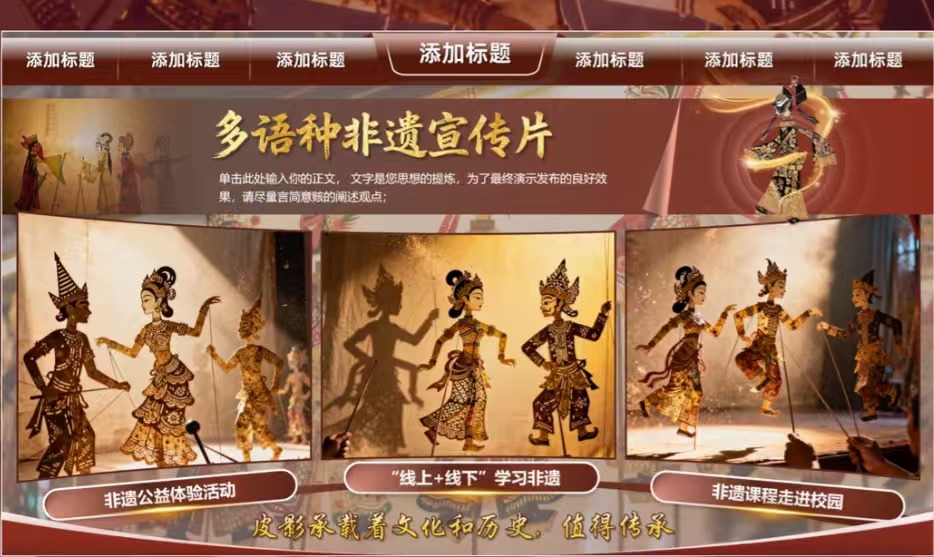 添加标题
添加标题
添加标题
添加标题
添加标题
添加标题
添加标题
多语种非遗宣传片
单击此处输入你的正文， 文字是您思想的提炼，为了最终演示发布的良好效
果，请尽量言简意赅的阐述观点；
非遗公益体验活动
“线上+线下”学习非遗
非遗课程走进校园
皮影承载着文化和历史，值得传承